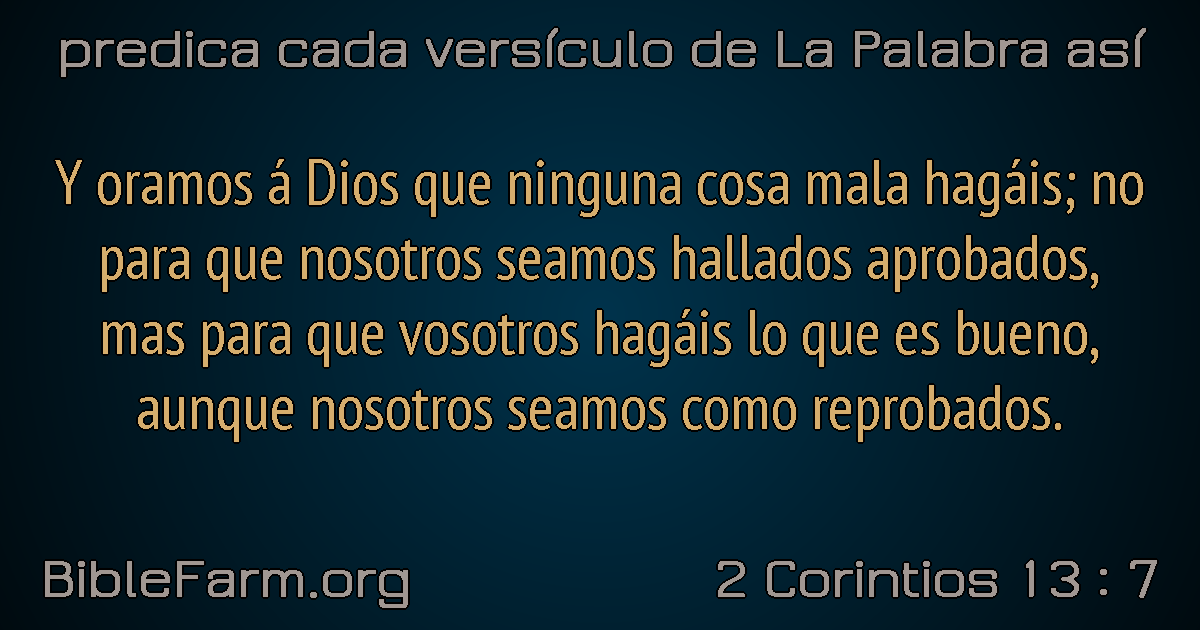 predica cada versículo de La Palabra así
Y oramos á Dios que ninguna cosa mala hagáis; no
para que nosotros seamos hallados aprobados,
mas para que vosotros hagáis lo que es bueno,
aunque nosotros seamos como reprobados.
BibleFarm.org
2 Corintios 13 : 7